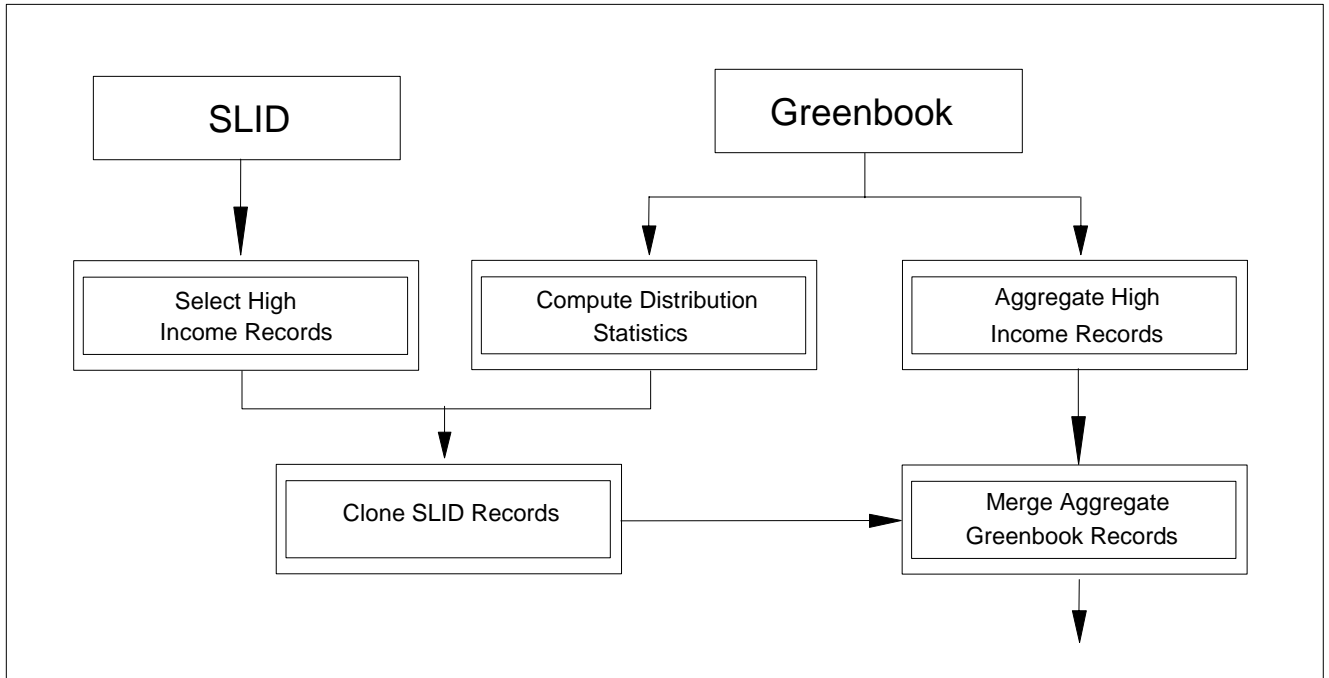 SLID
Greenbook
Select High
Income Records
Compute Distribution
Statistics
Aggregate High
Income Records
Clone SLID Records
Merge Aggregate
Greenbook Records